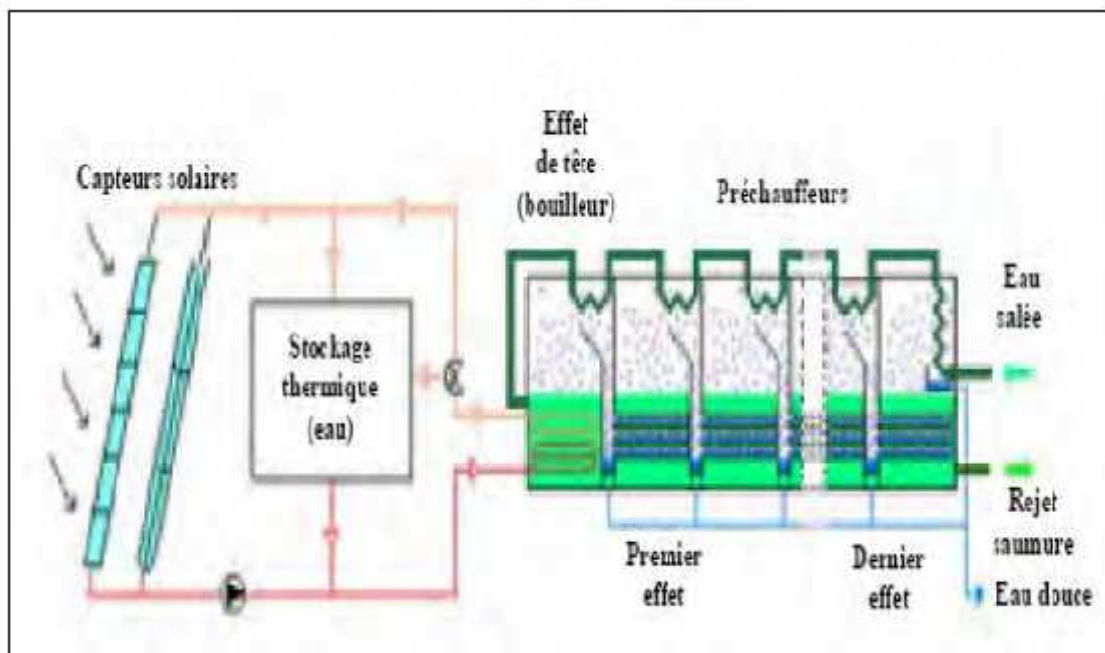 Capteurs solaires
Effet
de tête
(bouilleur)
Préchauffeurs
Stockage
thermique
(eau)
Eau
salée
Premier
effet
Dernier
effet
Rejet
saumure
Eau douce